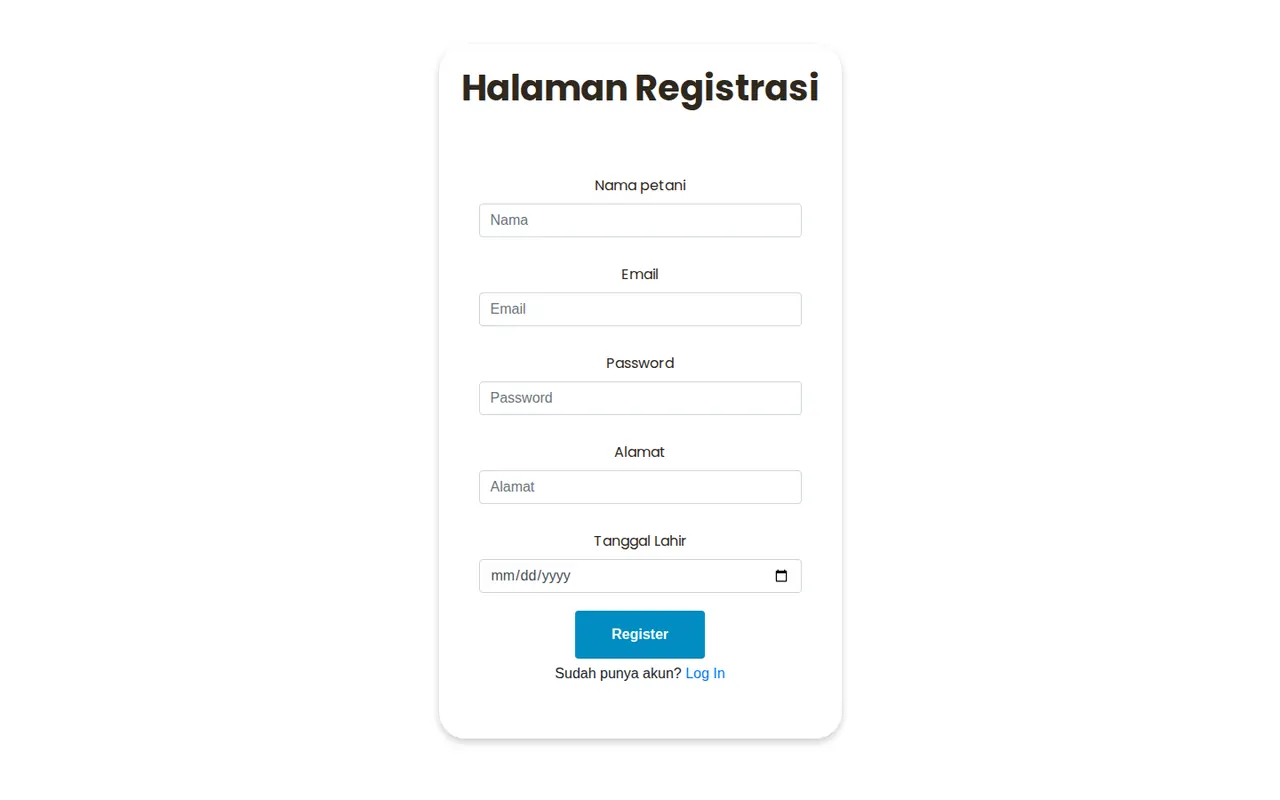 Halaman Registrasi
Nama petani
Nama
Email
Email
Password
Password
Alamat
Alamat
Tanggal Lahir
mm/dd/yyyy
Register
Sudah punya akun? Log In